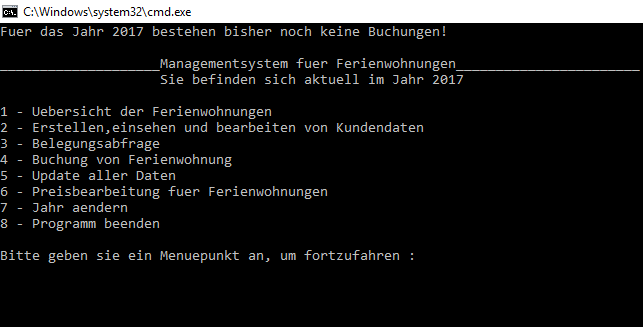 C:\Windows\system32\cmd.exe
Fuer das Jahr 2017 bestehen bisher noch keine Buchungen!
____________________Managementsystem fuer Ferienwohnungen_______________________
Sie befinden sich aktuell im Jahr 2017
1 - Uebersicht der Ferienwohnungen
2 - Erstellen,einsehen und bearbeiten von Kundendaten
3 - Belegungsabfrage
4 - Buchung von Ferienwohnung
5 - Update aller Daten
6 - Preisbearbeitung fuer Ferienwohnungen
7 - Jahr aendern
8 - Programm beenden
Bitte geben sie ein Menuepunkt an, um fortzufahren :